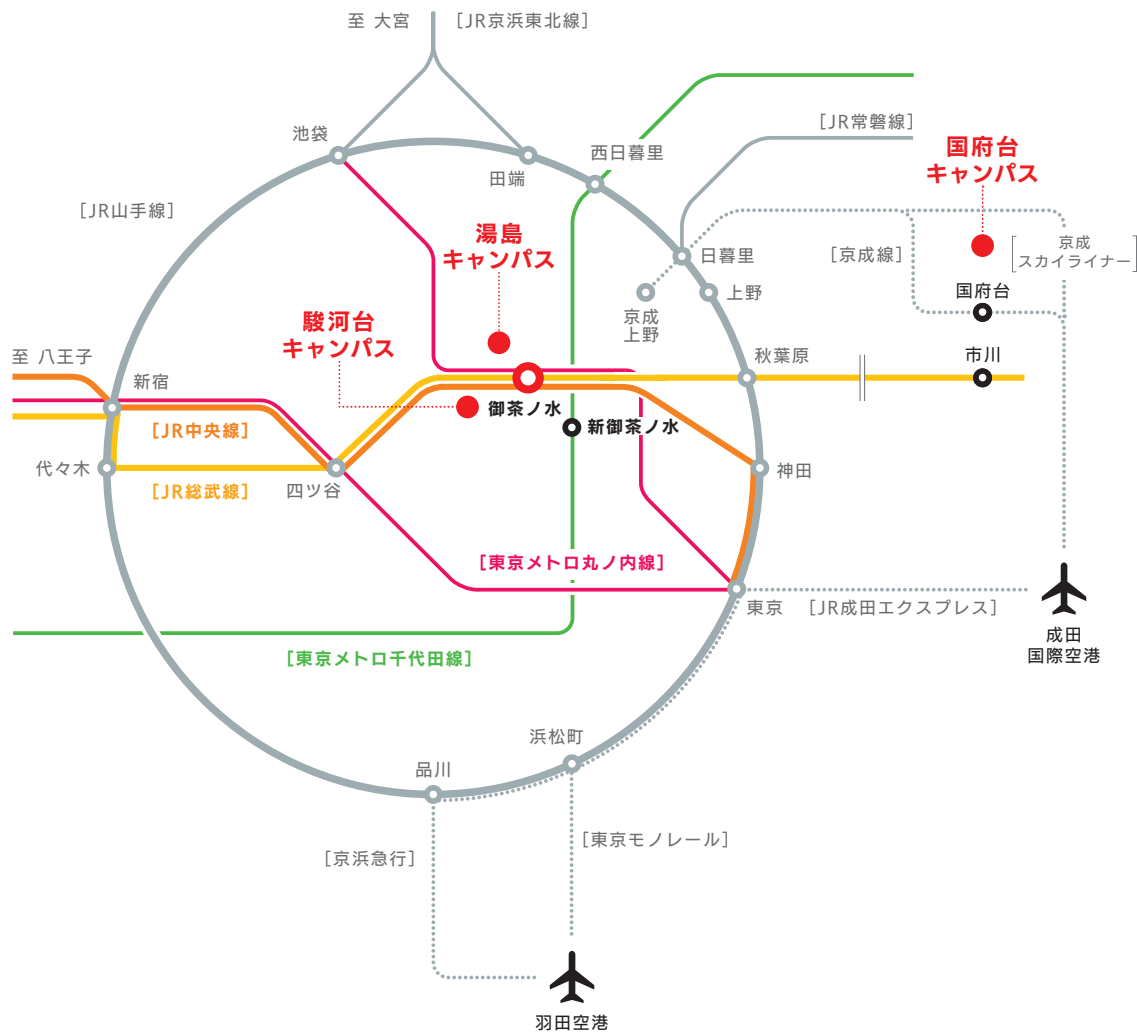 至 大宮
[JR京浜東北線]
池袋
田端
西日暮里
[JR常磐線]
国府台
キャンパス
[JR山手線]
湯島
キャンパス
日暮里
[京成線]
[京成
スカイライナー]
上野
京成
上野
国府台
駿河台
キャンパス
至 八王子
新宿
秋葉原
市川
御茶ノ水
新御茶ノ水
[JR中央線]
代々木
[JR総武線]
四ツ谷
神田
[東京メトロ丸ノ内線]
東京
[JR成田エクスプレス]
成田
国際空港
[東京メトロ千代田線]
浜松町
品川
[東京モノレール]
[京浜急行]
羽田空港